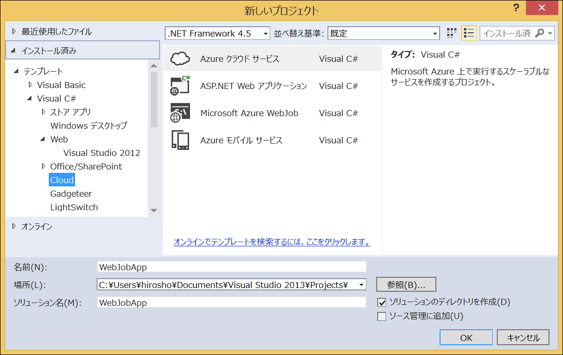 新しいプロジェクト
? ×
▷ 最近使用したファイル
.NET Framework 4.5
並べ替え基準:
既定
インストール済
◢ インストール済み
◢ テンプレート
▷ Visual Basic
◢ Visual C#
▷ ストア アプリ
Windows デスクトップ
◢ Web
Visual Studio 2012
▷ Office/SharePoint
Cloud
Gadgeteer
LightSwitch
▷ オンライン
Azure クラウド サービス Visual C#
ASP.NET Web アプリケーション Visual C#
Microsoft Azure WebJob Visual C#
Azure モバイル サービス Visual C#
オンラインでテンプレートを検索するには、ここをクリックします。
タイプ: Visual C#
Microsoft Azure 上で実行するスケーラブルな
サービスを作成するプロジェクト。
名前(N): WebJobApp
場所(L): C:¥Users¥hirosho¥Documents¥Visual Studio 2013¥Projects¥ 参照(B)...
ソリューション名(M): WebJobApp
ソリューションのディレクトリを作成(D)
ソース管理に追加(U)
OK キャンセル